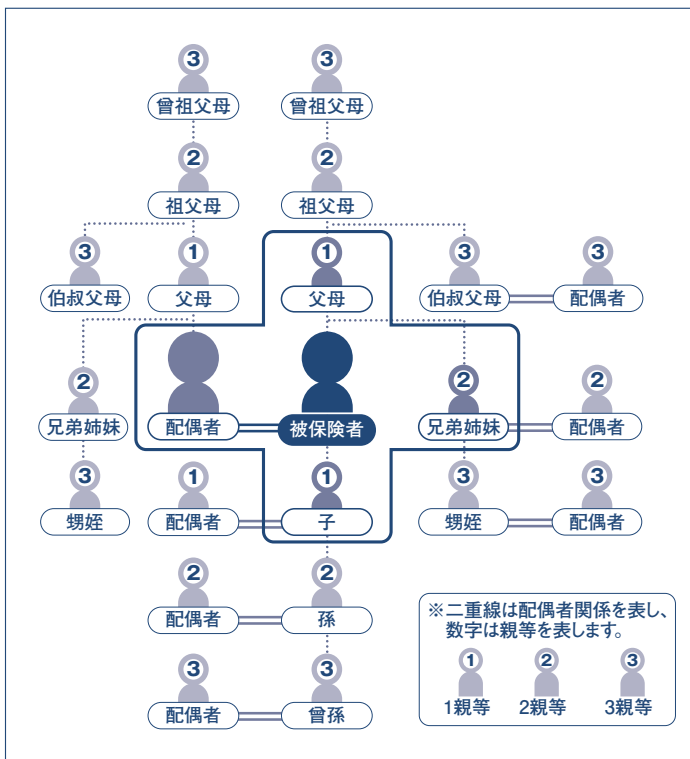 3 3
曾祖父母 曾祖父母
2 2
祖父母 祖父母
3 1 1 3 3
伯叔父母 父母 父母 伯叔父母 配偶者
2 2 2
兄弟姉妹 配偶者 被保険者 兄弟姉妹 配偶者
3 1 1 3 3
甥姪 配偶者 子 甥姪 配偶者
2 2
配偶者 孫
3 3
配偶者 曾孫
※二重線は配偶者関係を表し、
数字は親等を表します。
1 2 3
1親等 2親等 3親等